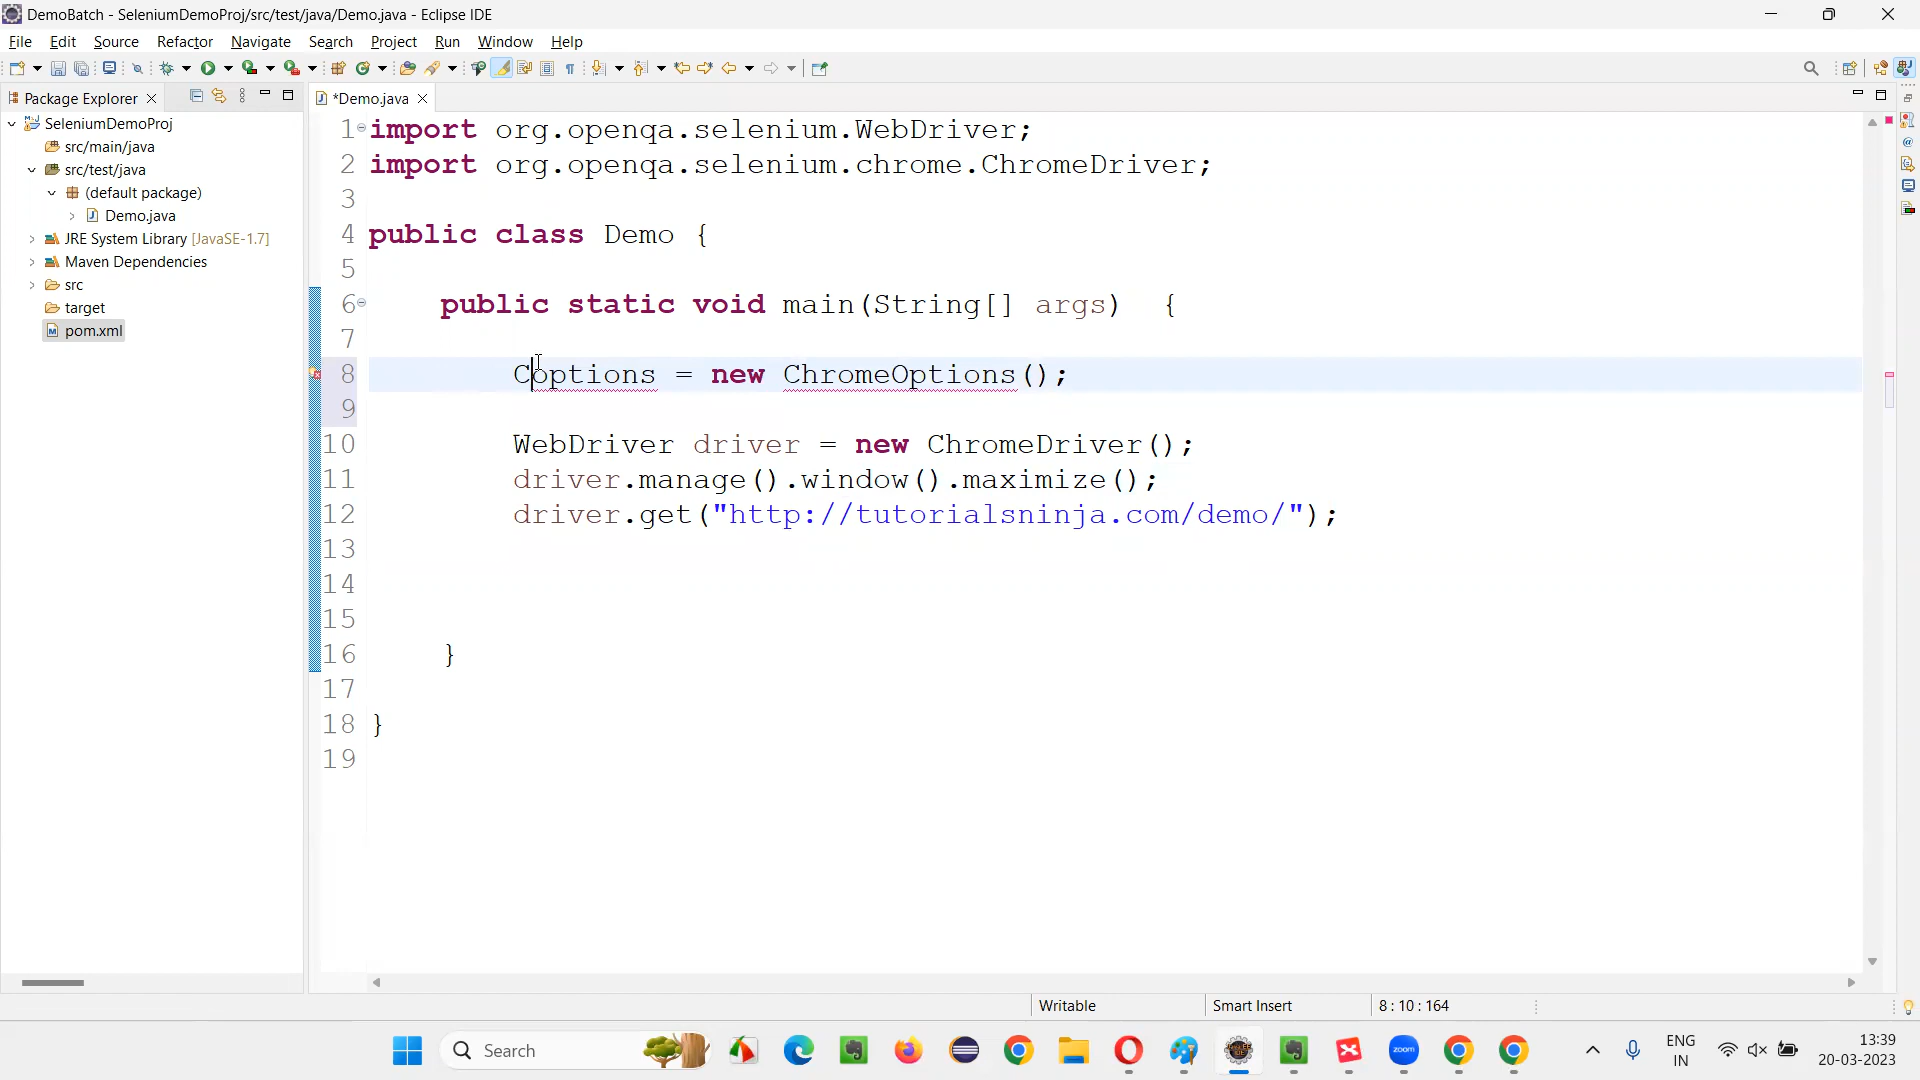 DemoBatch - SeleniumDemoProj/src/test/java/Demo.java - Eclipse IDE
File Edit Source Refactor Navigate Search Project Run Window Help
Package Explorer
*Demo.java
SeleniumDemoProj
src/main/java
src/test/java
(default package)
Demo.java
JRE System Library [JavaSE-1.7]
Maven Dependencies
src
target
pom.xml
1 import org.openqa.selenium.WebDriver;
2 import org.openqa.selenium.chrome.ChromeDriver;
3
4 public class Demo {
5
6 public static void main(String[] args) {
7
8 Coptions = new ChromeOptions();
9
10 WebDriver driver = new ChromeDriver();
11 driver.manage().window().maximize();
12 driver.get("http://tutorialsninja.com/demo/");
13
14
15
16 }
17
18 }
19
Writable Smart Insert 8 : 10 : 164
Search
zoom
ENG
IN
13:39
20-03-2023